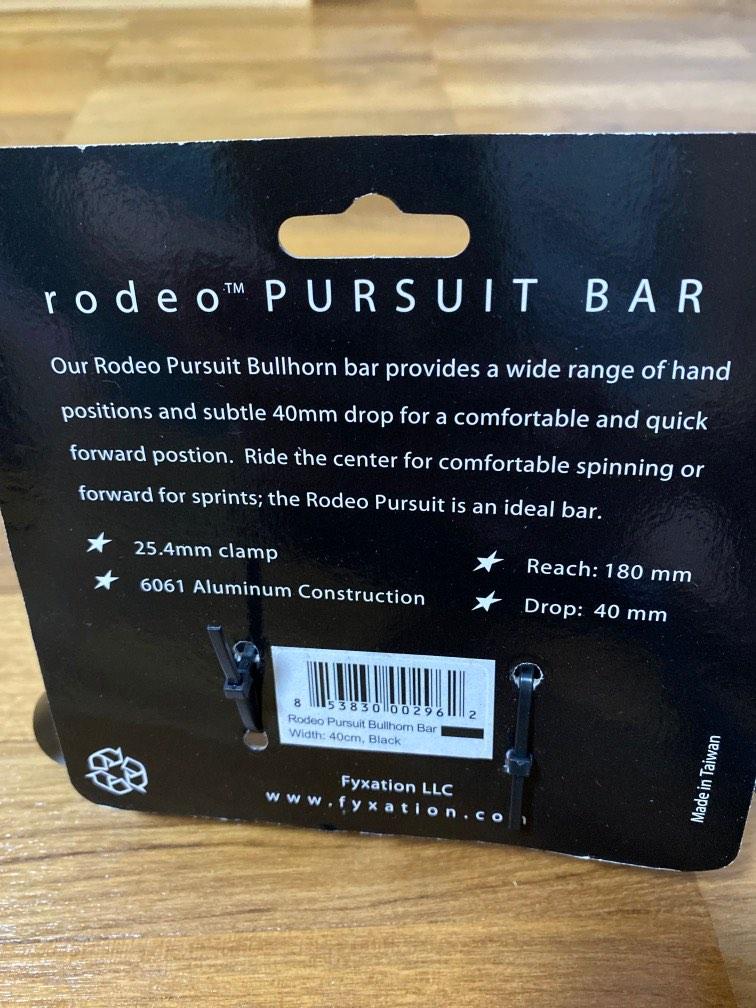 rodeo™ PURSUIT BAR
Our Rodeo Pursuit Bullhorn bar provides a wide range of hand
positions and subtle 40mm drop for a comfortable and quick
forward postion. Ride the center for comfortable spinning or
forward for sprints; the Rodeo Pursuit is an ideal bar.
25.4mm clamp
6061 Aluminum Construction
Reach: 180 mm
Drop: 40 mm
8 53830 00296 2
Rodeo Pursuit Bullhorn Bar
Width: 40cm, Black
Fyxation LLC
www.fyxation.co
Made in Taiwan